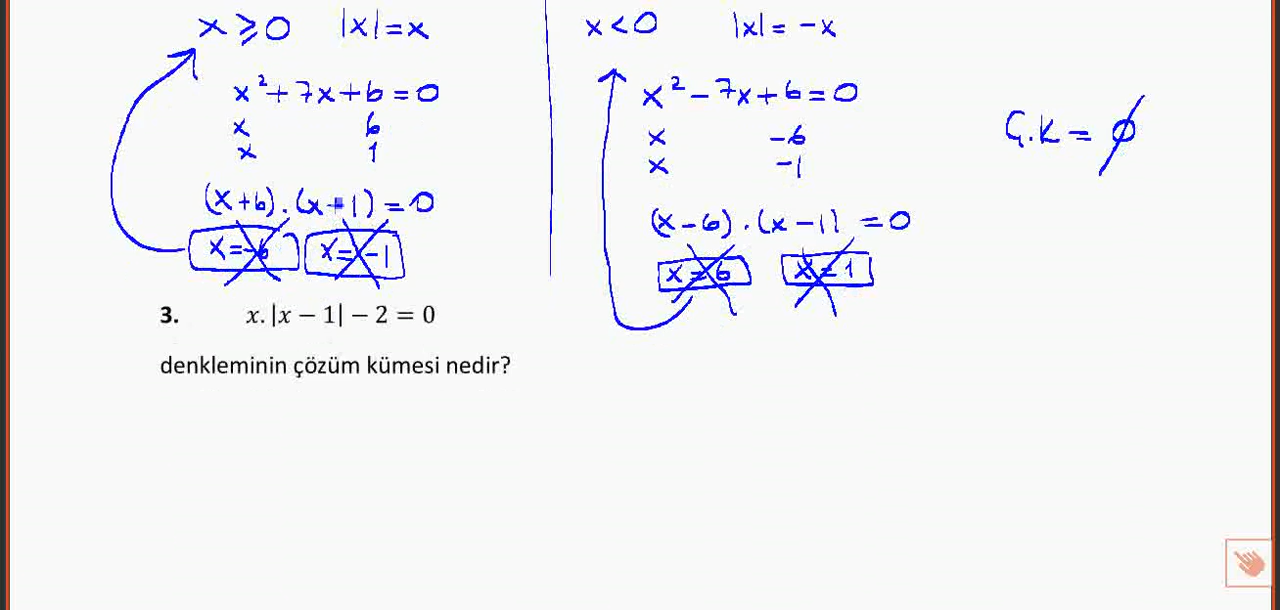 x ⩾ 0 |x| = x
x² + 7x + 6 = 0
x 6
x 1
(x+6).(x+1) = 0
x = -6 x = -1
x < 0 |x| = -x
x² - 7x + 6 = 0
x -6
x -1
(x-6).(x-1) = 0
x = 6 x = 1
Ç.K = ∅
3. x. |x − 1| − 2 = 0
denkleminin çözüm kümesi nedir?